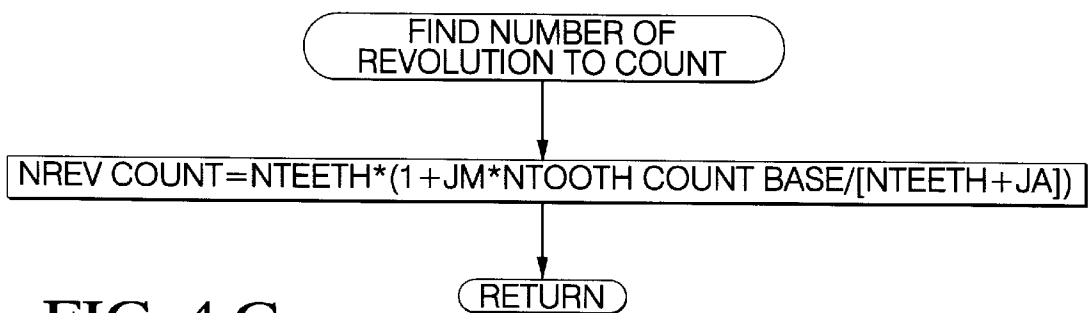 FIND NUMBER OF
REVOLUTION TO COUNT
NREV COUNT=NTEETH*(1+JM*NTOOTH COUNT BASE/[NTEETH+JA])
RETURN
FIG. 4C